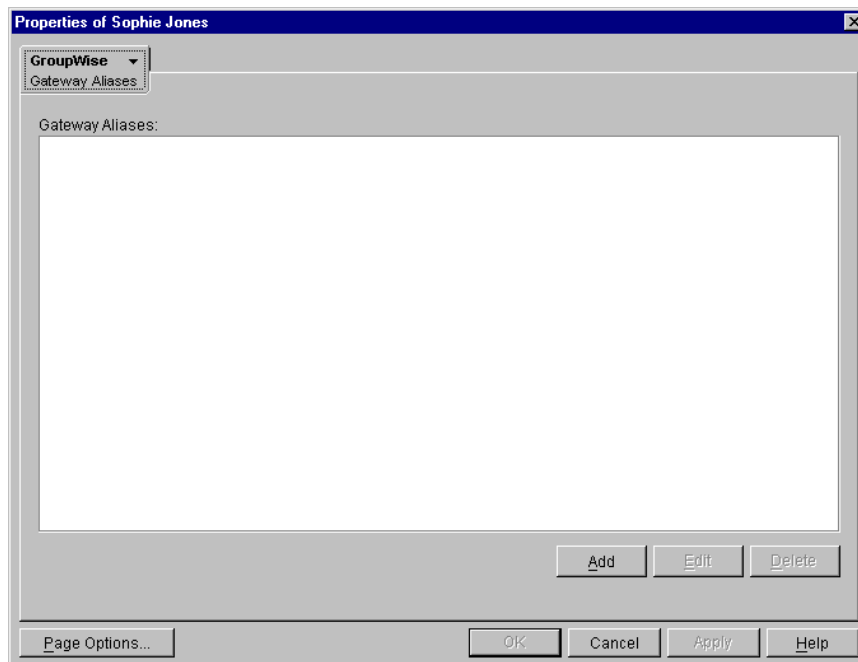 Properties of Sophie Jones
GroupWise
Gateway Aliases
Gateway Aliases:
Add Edit Delete
Page Options... OK Cancel Apply Help